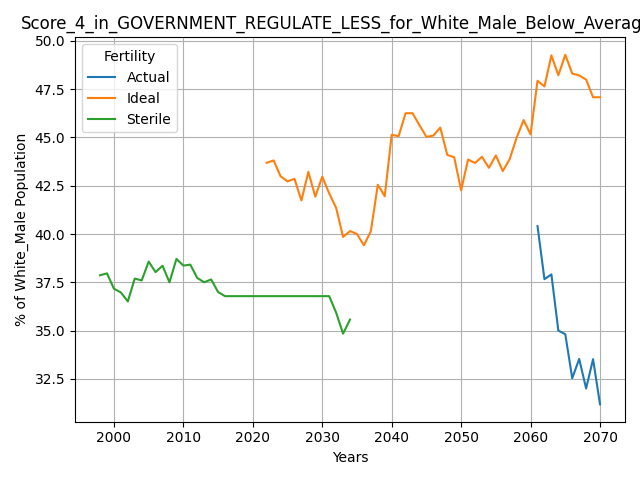 Score_4_in_GOVERNMENT_REGULATE_LESS_for_White_Male_Below_Averag
50.0
47.5
45.0
42.5
40.0
37.5
35.0
32.5
% of White_Male Population
Fertility
Actual
Ideal
Sterile
2000 2010 2020 2030 2040 2050 2060 2070
Years